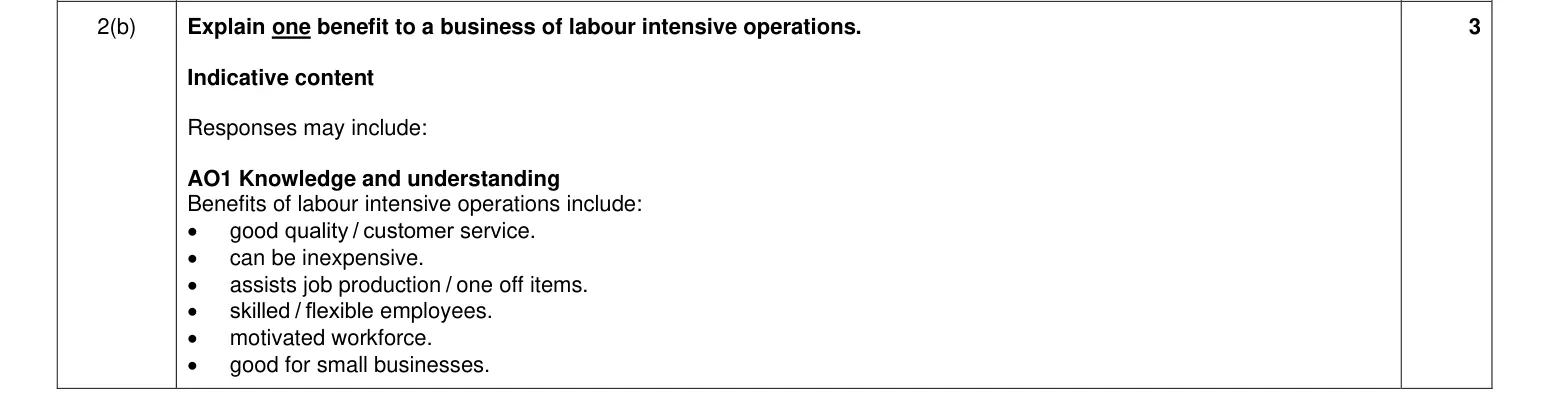 2(b) Explain one benefit to a business of labour intensive operations. 3
Indicative content
Responses may include:
AO1 Knowledge and understanding
Benefits of labour intensive operations include:
• good quality / customer service.
• can be inexpensive.
• assists job production / one off items.
• skilled / flexible employees.
• motivated workforce.
• good for small businesses.